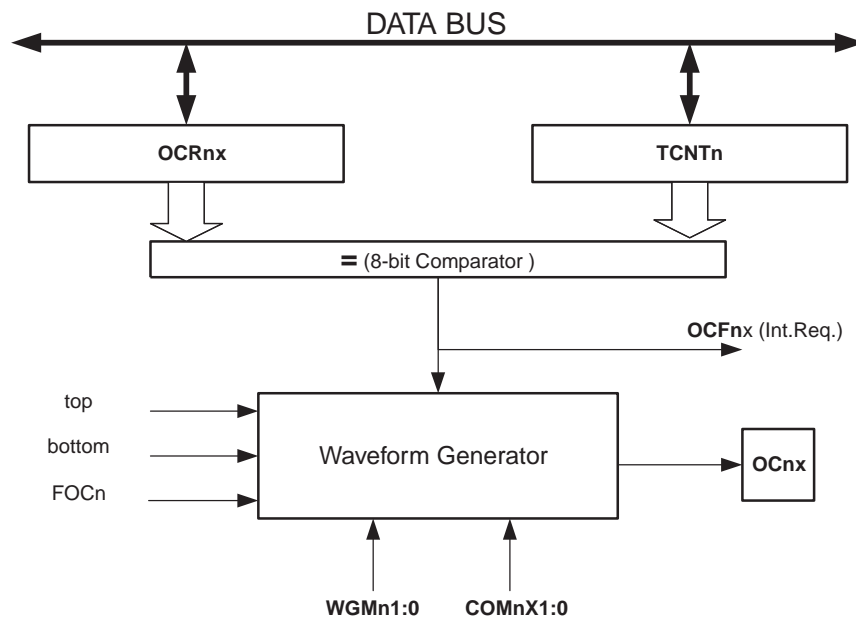 DATA BUS
OCRnx
TCNTn
= (8-bit Comparator )
OCFnx (Int.Req.)
top
bottom
FOCn
Waveform Generator
OCnx
WGMn1:0
COMnX1:0